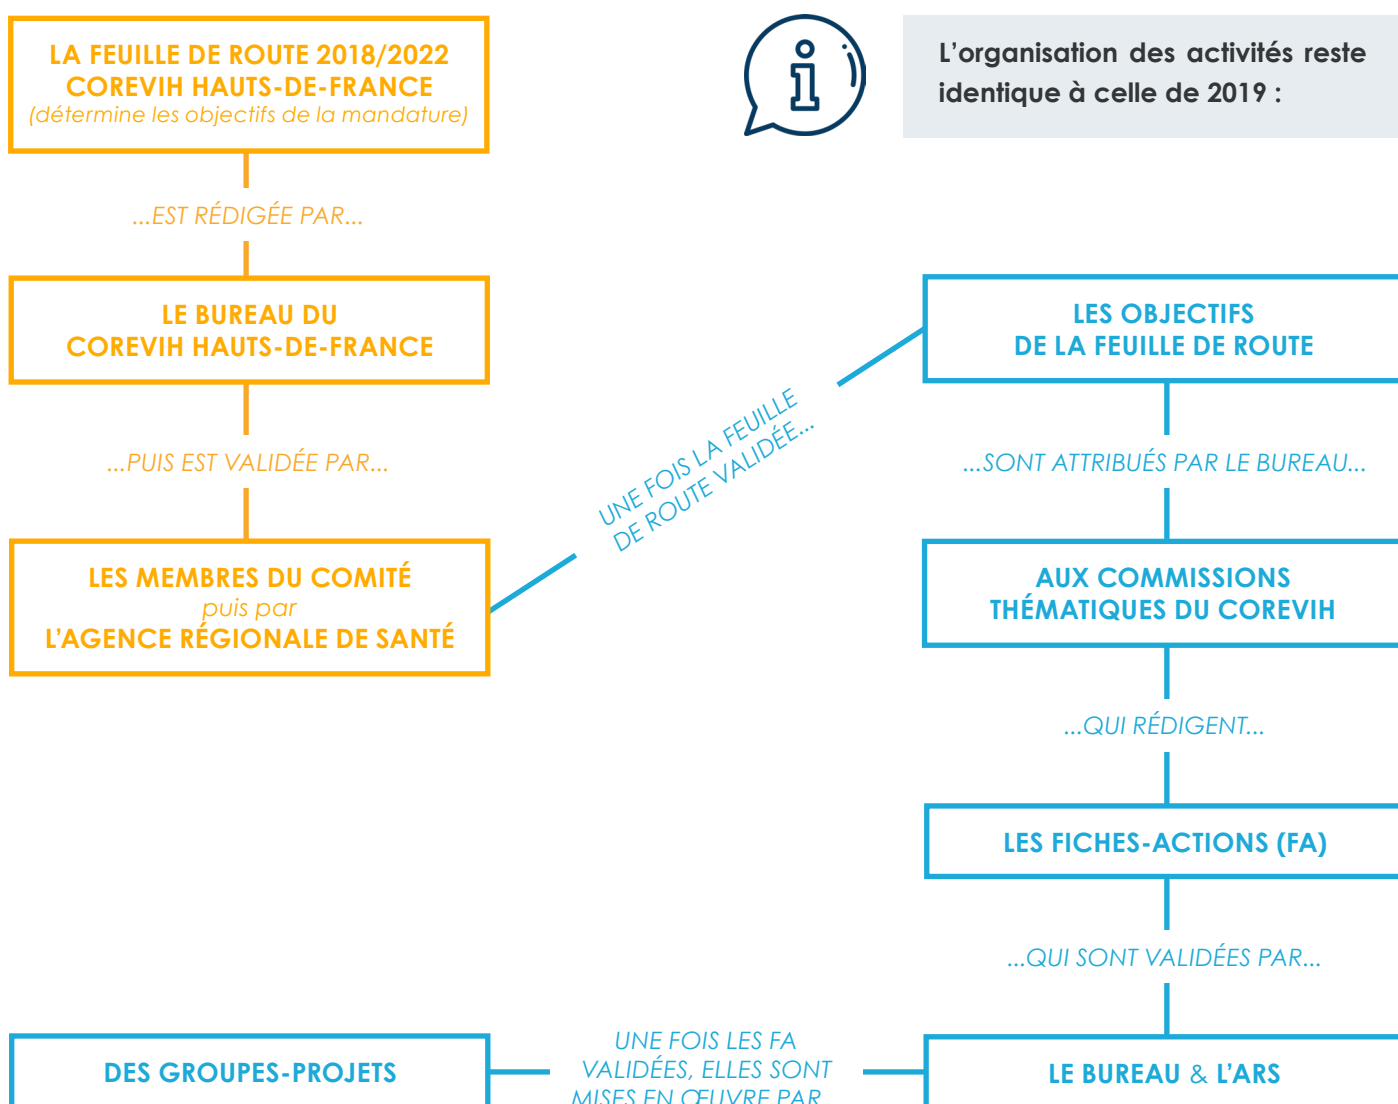 LA FEUILLE DE ROUTE 2018/2022
COREVIH HAUTS-DE-FRANCE
(détermine les objectifs de la mandature)
L'organisation des activités reste
identique à celle de 2019 :
...EST RÉDIGÉE PAR...
LE BUREAU DU
COREVIH HAUTS-DE-FRANCE
...PUIS EST VALIDÉE PAR...
LES MEMBRES DU COMITÉ
puis par
L'AGENCE RÉGIONALE DE SANTÉ
UNE FOIS LA FEUILLE
DE ROUTE VALIDÉE...
LES OBJECTIFS
DE LA FEUILLE DE ROUTE
...SONT ATTRIBUÉS PAR LE BUREAU...
AUX COMMISSIONS
THÉMATIQUES DU COREVIH
...QUI RÉDIGENT...
LES FICHES-ACTIONS (FA)
...QUI SONT VALIDÉES PAR...
LE BUREAU & L'ARS
UNE FOIS LES FA
VALIDÉES, ELLES SONT
MISES EN ŒUVRE PAR
DES GROUPES-PROJETS